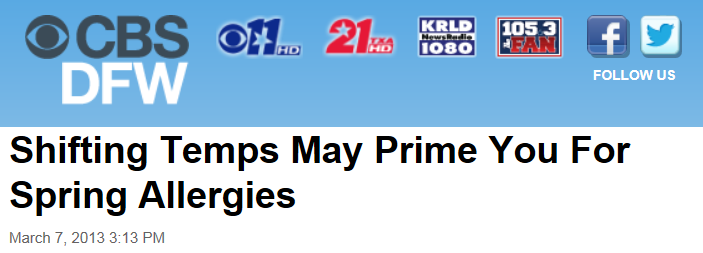 CBS
DFW
11 HD
21 TXA HD
KRLD
NewsRadio
1080
105.3
THE FAN
FOLLOW US
Shifting Temps May Prime You For
Spring Allergies
March 7, 2013 3:13 PM